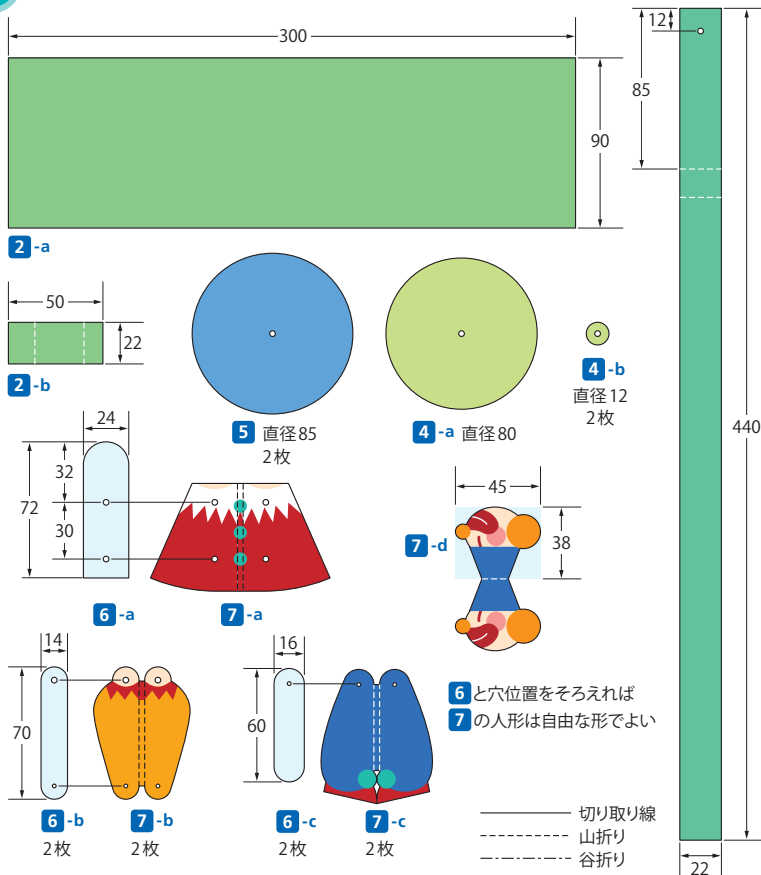 300
12
85
90
2 -a
50
22
2 -b
5 直径85
2枚
4 -a 直径80
4 -b
直径12
2枚
440
24
32
72
30
6 -a
7 -a
45
7 -d
38
14
70
6 -b
2枚
7 -b
2枚
16
60
6 -c
2枚
7 -c
2枚
6 と穴位置をそろえれば
7 の人形は自由な形でよい
切り取り線
山折り
谷折り
22